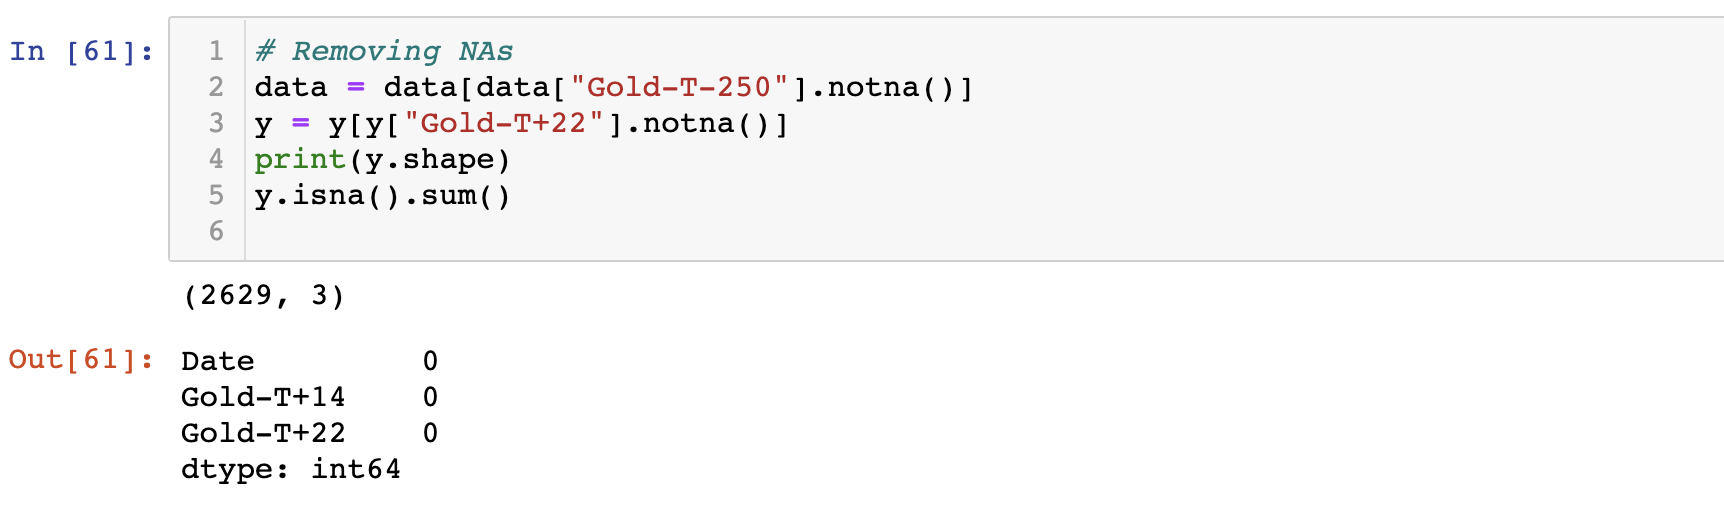 In [61]:
1 # Removing NAs
2 data = data[data["Gold-T-250"].notna()]
3 y = y[y["Gold-T+22"].notna()]
4 print(y.shape)
5 y.isna().sum()
6
(2629, 3)
Out[61]: Date 0
Gold-T+14 0
Gold-T+22 0
dtype: int64